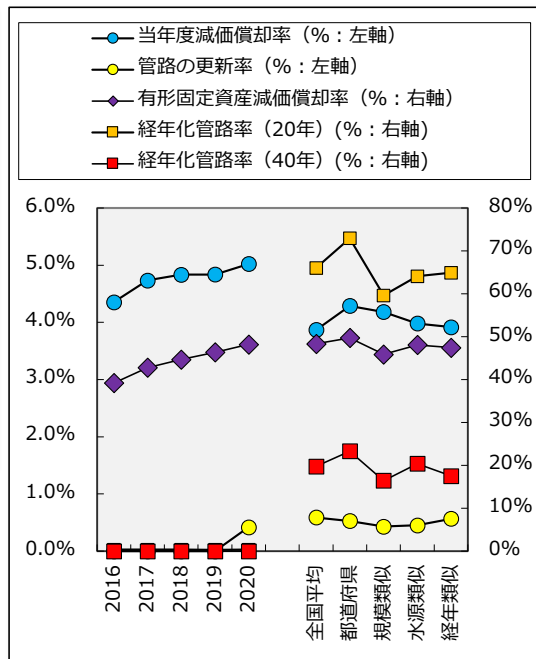 当年度減価償却率（%：左軸）
管路の更新率（%：左軸）
有形固定資産減価償却率（%：右軸）
経年化管路率（20年）(%：右軸)
経年化管路率（40年）(%：右軸)
6.0%
5.0%
4.0%
3.0%
2.0%
1.0%
0.0%
80%
70%
60%
50%
40%
30%
20%
10%
0%
2016
2017
2018
2019
2020
全国平均
都道府県
規模類似
水源類似
経年類似